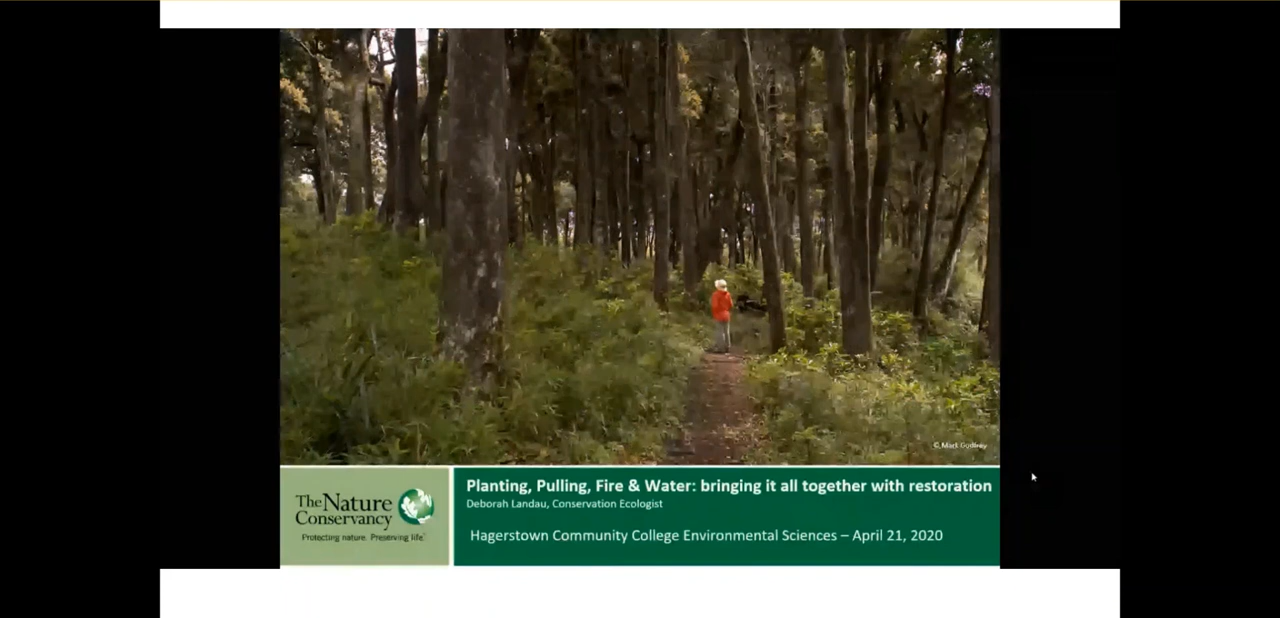 © Mark Godfrey
The Nature
Conservancy
Protecting nature. Preserving life.™
Planting, Pulling, Fire & Water: bringing it all together with restoration
Deborah Landau, Conservation Ecologist
Hagerstown Community College Environmental Sciences – April 21, 2020